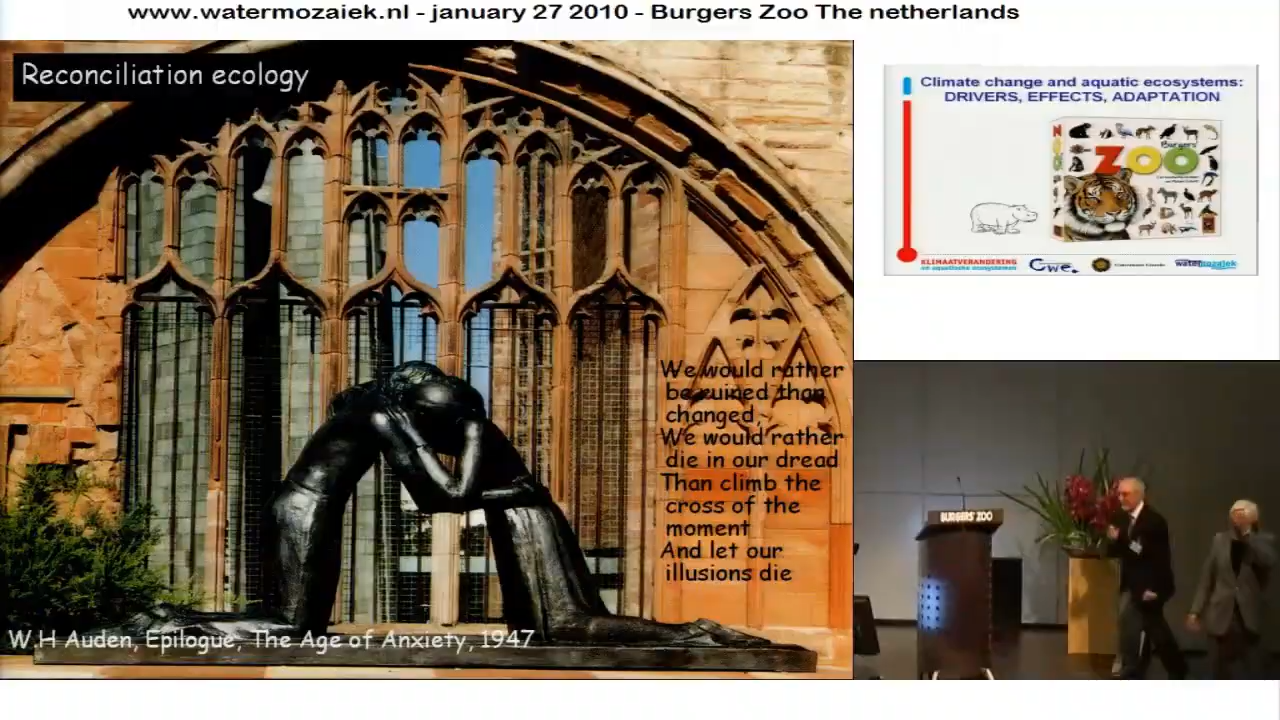 www.watermozaiek.nl - january 27 2010 - Burgers Zoo The netherlands
Reconciliation ecology
We would rather
be ruined than
changed,
We would rather
die in our dread
Than climb the
cross of the
moment
And let our
illusions die
W.H Auden, Epilogue, The Age of Anxiety, 1947
Climate change and aquatic ecosystems:
DRIVERS, EFFECTS, ADAPTATION
Burgers'
ZOO
KLIMAATVERANDERING
en aquatische ecosystemen
watermozaiek
BURGERS' ZOO